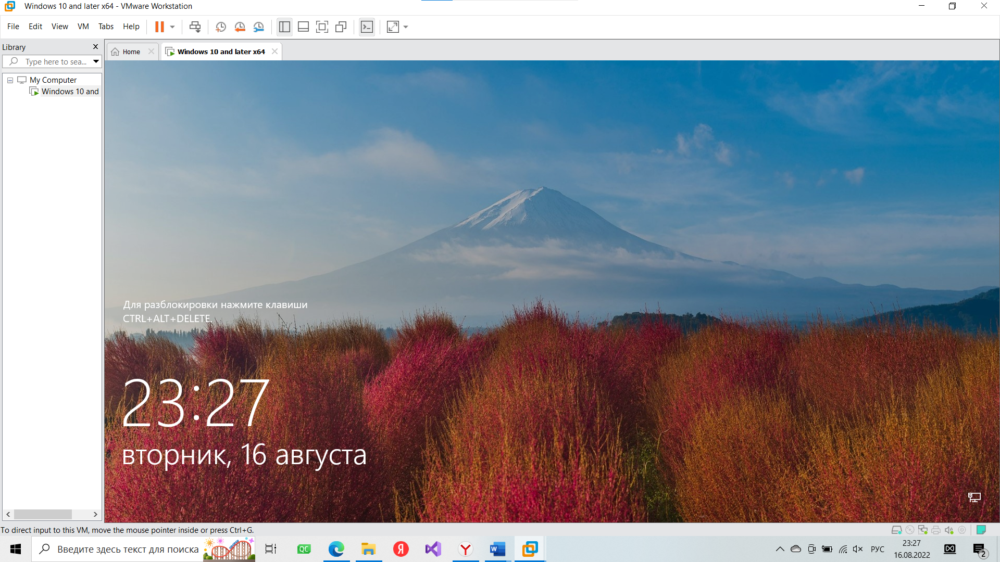 Windows 10 and later x64 - VMware Workstation
File Edit View VM Tabs Help
Library
Type here to sea...
My Computer
Windows 10 and
Home
Windows 10 and later x64
Для разблокировки нажмите клавиши
CTRL+ALT+DELETE.
23:27
вторник, 16 августа
To direct input to this VM, move the mouse pointer inside or press Ctrl+G.
Введите здесь текст для поиска
QC
Я
Y
W
РУС
23:27
16.08.2022
2